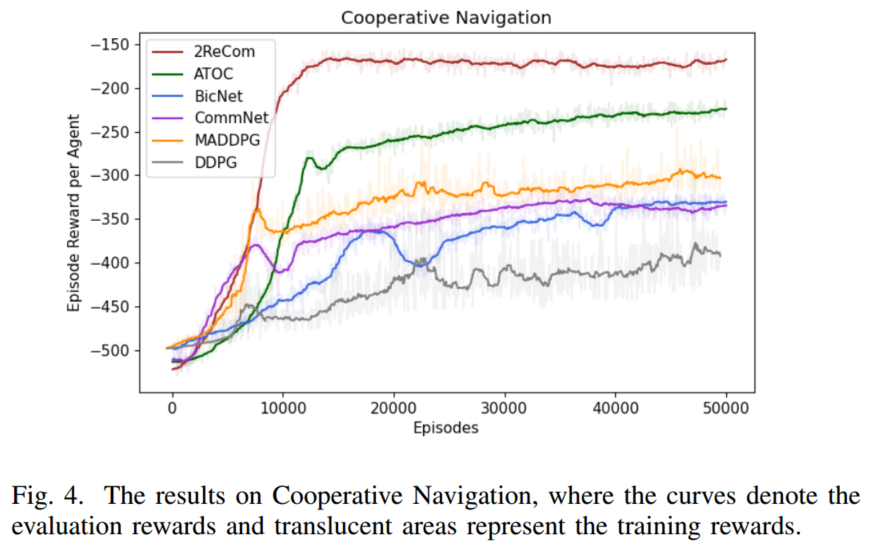 Cooperative Navigation
−150
−200
−250
−300
−350
−400
−450
−500
Episode Reward per Agent
2ReCom
ATOC
BicNet
CommNet
MADDPG
DDPG
0
10000
20000
30000
40000
50000
Episodes
Fig. 4. The results on Cooperative Navigation, where the curves denote the
evaluation rewards and translucent areas represent the training rewards.